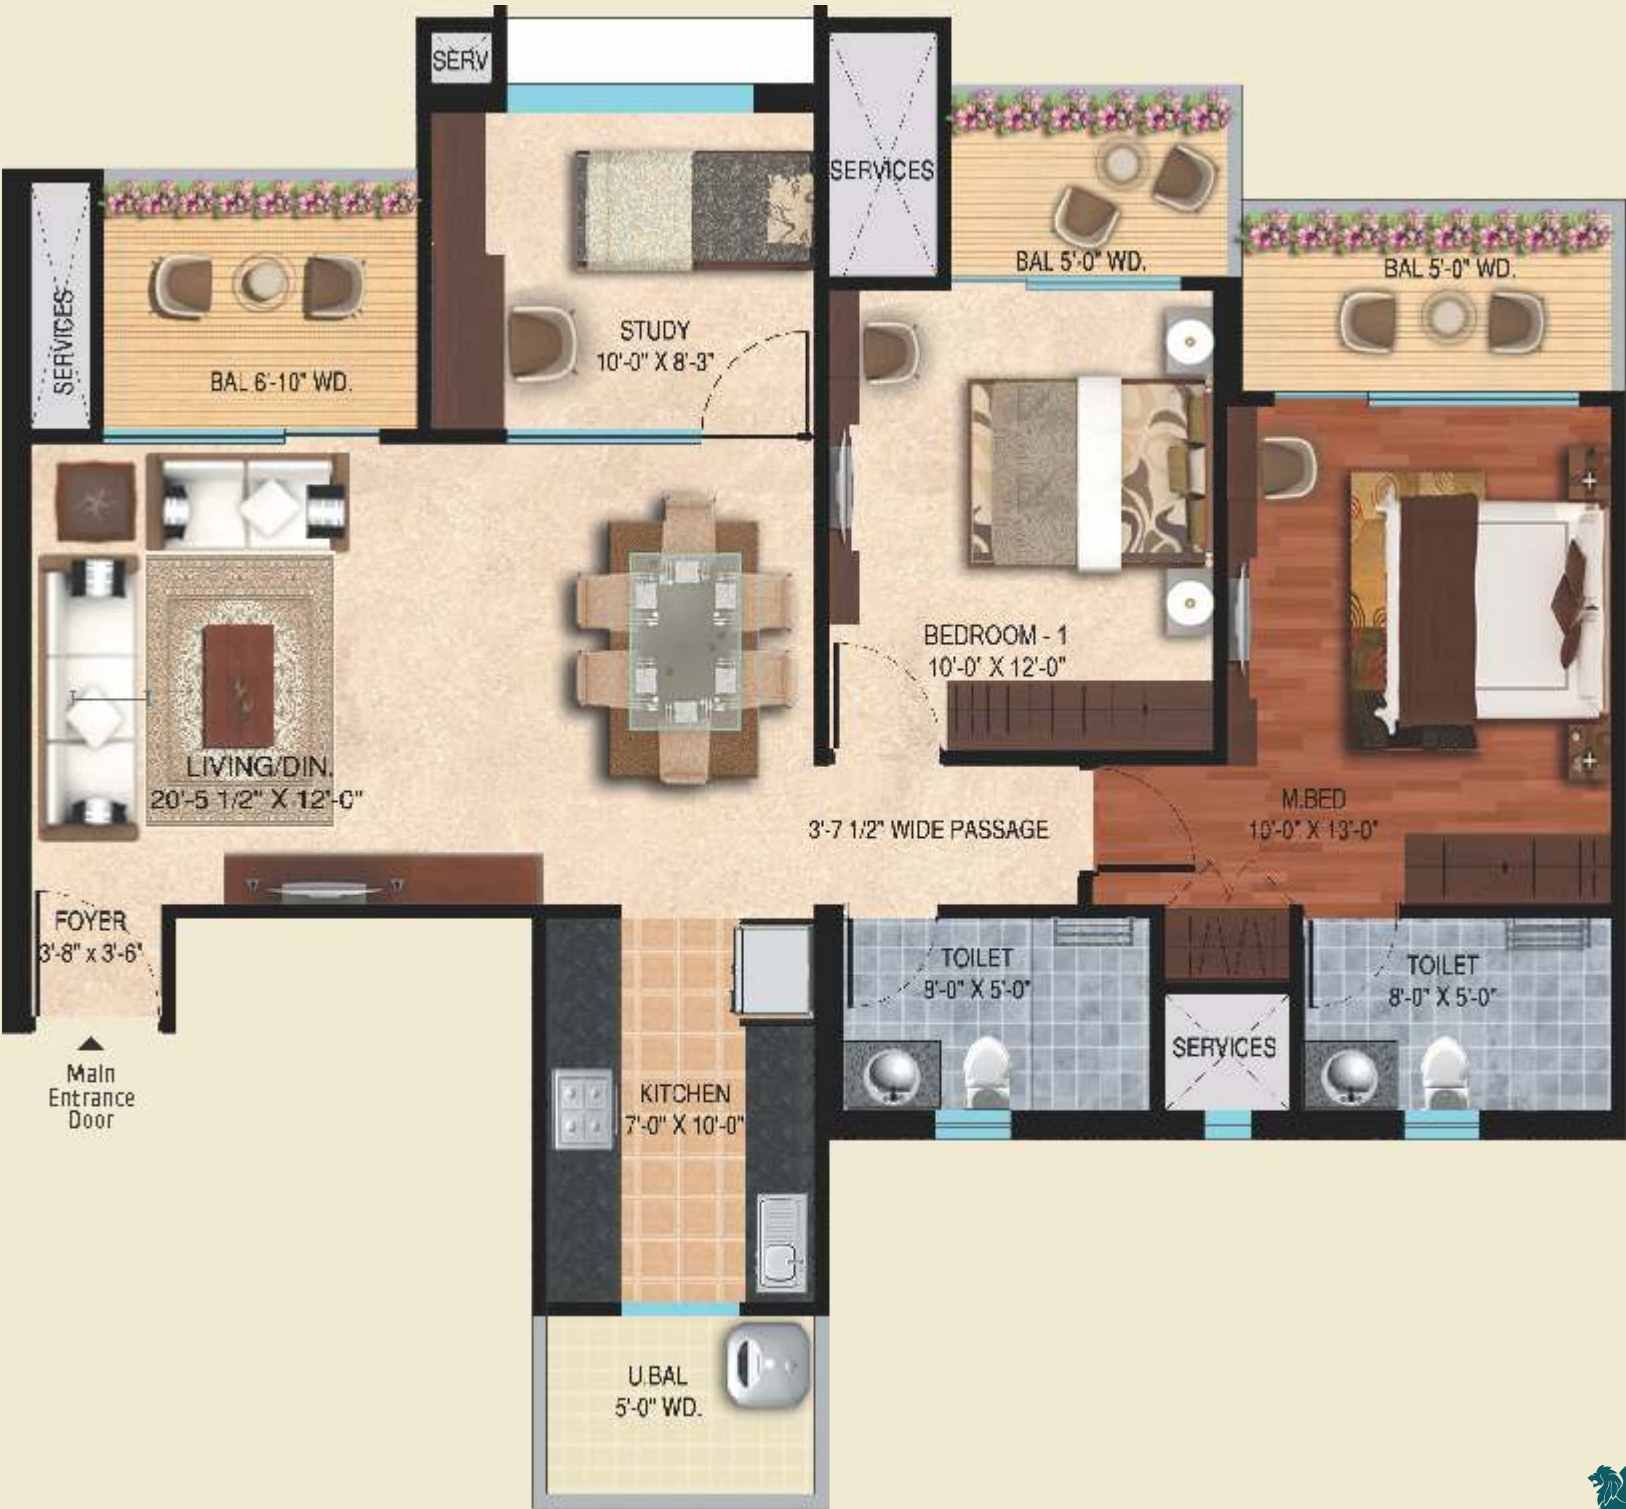 SERV
SERVICES
BAL 5'-0" WD.
BAL 5'-0" WD.
SERVICES
BAL 6'-10" WD.
STUDY
10'-0" X 8'-3"
BEDROOM - 1
10'-0' X 12'-0"
LIVING/DIN.
20'-5 1/2" X 12'-0"
3'-7 1/2" WIDE PASSAGE
M.BED
10'-0" X 13'-0"
FOYER
3'-8" x 3'-6"
Main
Entrance
Door
TOILET
8'-0" X 5'-0"
SERVICES
TOILET
8'-0" X 5'-0"
KITCHEN
7'-0" X 10'-0"
U.BAL
5'-0" WD.